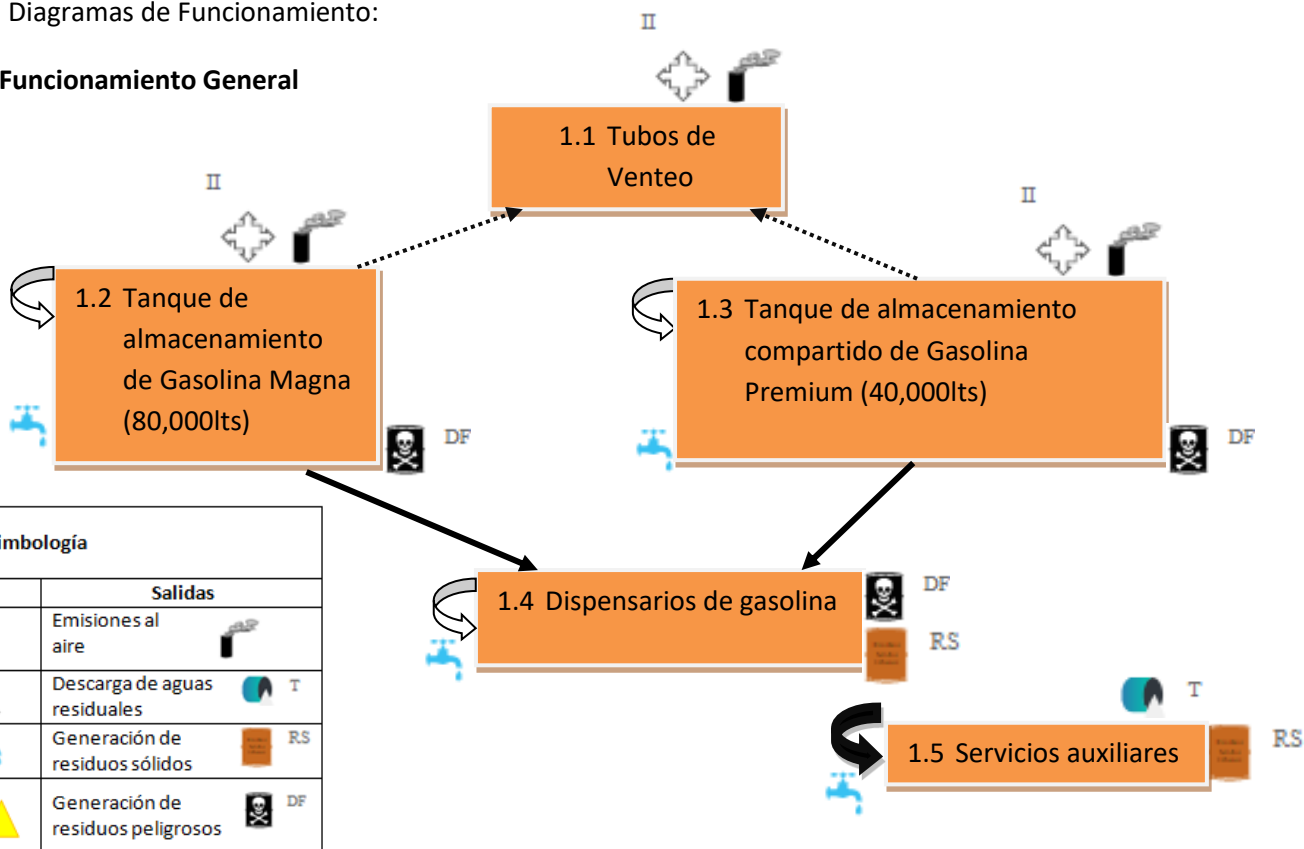 Diagramas de Funcionamiento:
Funcionamiento General
II
1.1 Tubos de
Venteo
II
1.2 Tanque de
almacenamiento
de Gasolina Magna
(80,000lts)
DF
II
1.3 Tanque de almacenamiento
compartido de Gasolina
Premium (40,000lts)
DF
1.4 Dispensarios de gasolina
DF
RS
T
1.5 Servicios auxiliares
RS
imbología
Salidas
Emisiones al
aire
Descarga de aguas
residuales
T
Generación de
residuos sólidos
RS
Generación de
residuos peligrosos
DF